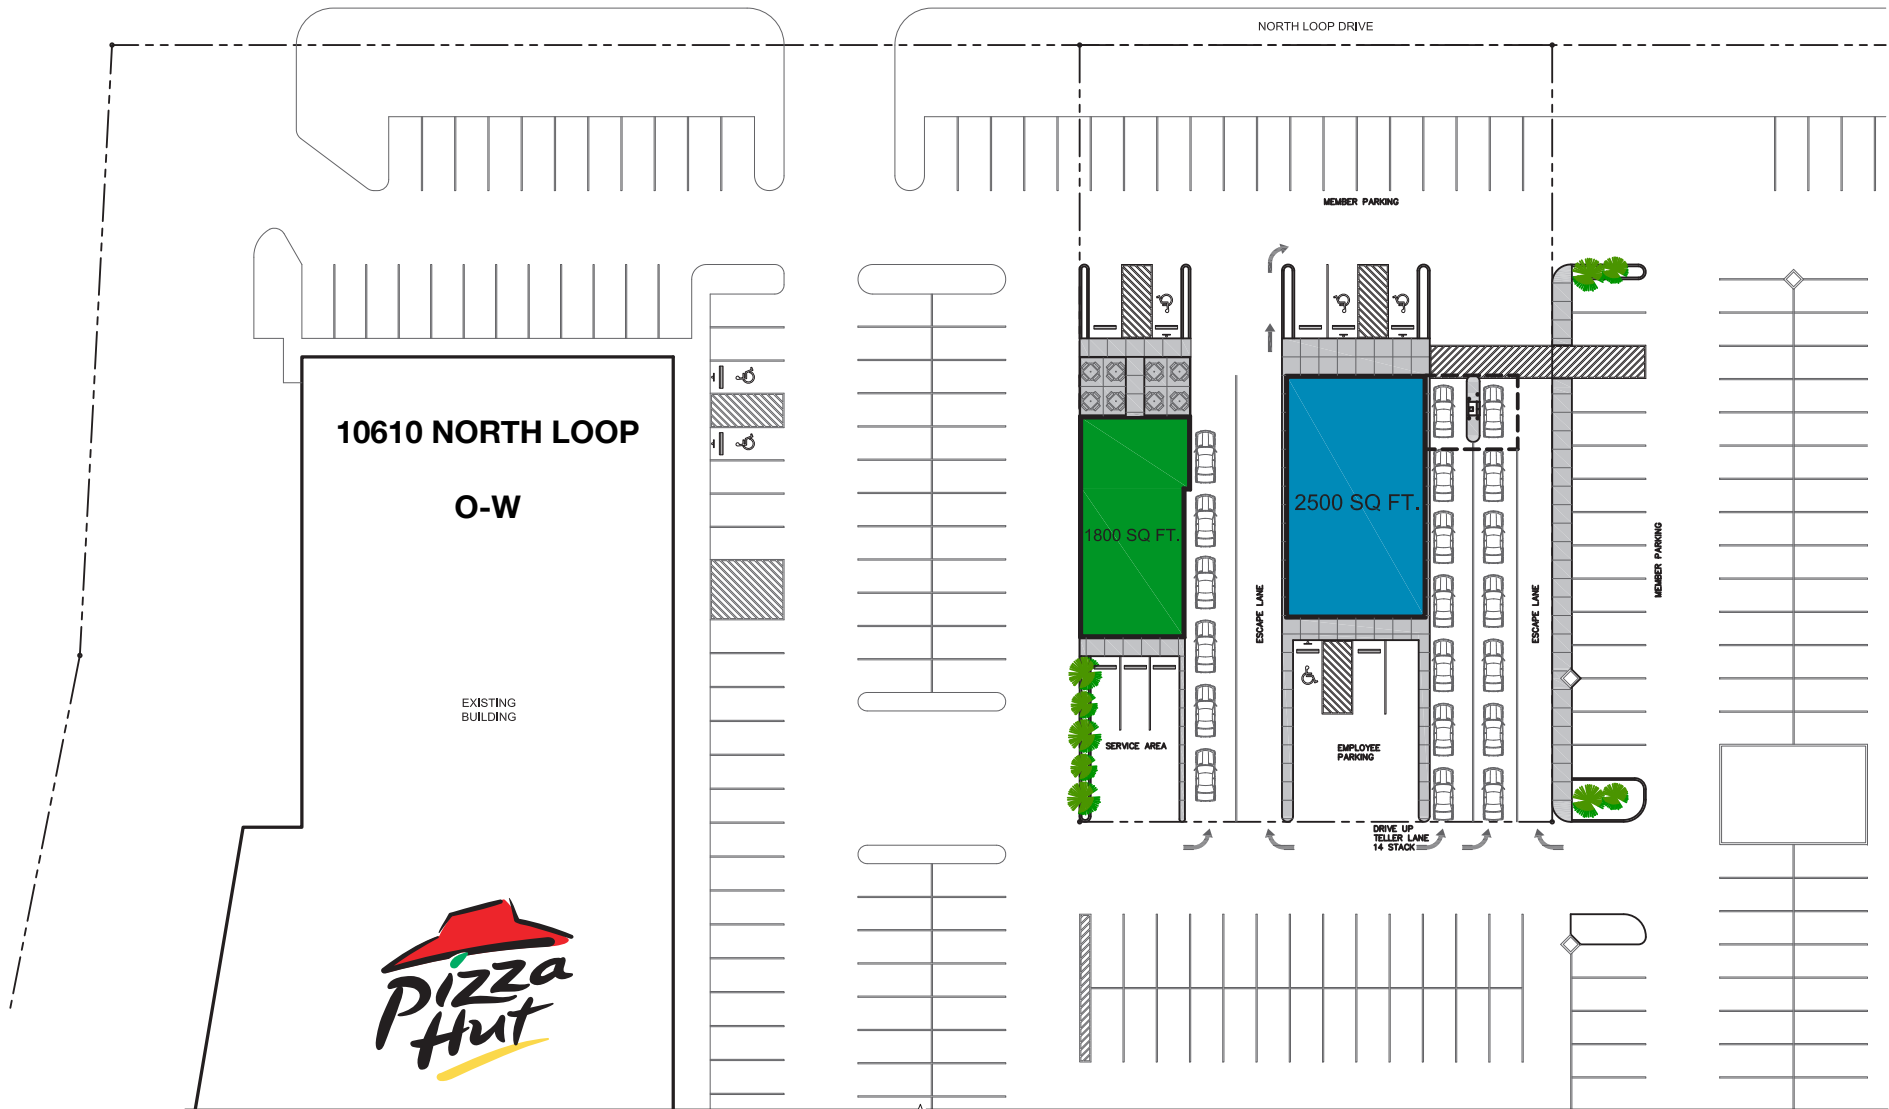 NORTH LOOP DRIVE
MEMBER PARKING
10610 NORTH LOOP
O-W
2500 SQ FT.
1800 SQ FT.
ESCAPE LANE
ESCAPE LANE
MEMBER PARKING
EXISTING
BUILDING
SERVICE AREA
EMPLOYEE
PARKING
DRIVE UP
TELLER LANE
14 STACK
Pizza
Hut